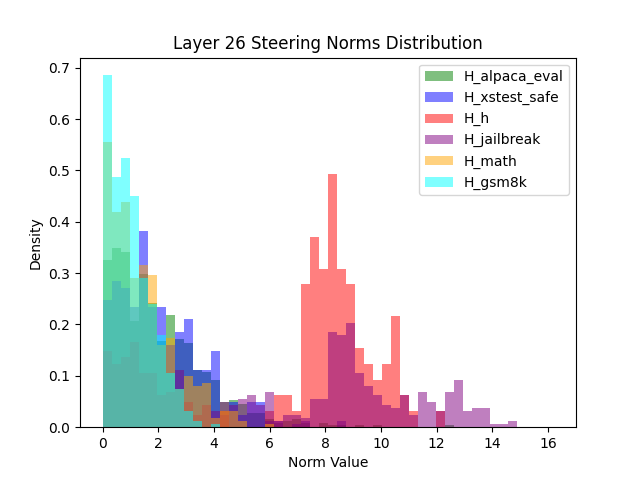 Layer 26 Steering Norms Distribution
H_alpaca_eval
H_xstest_safe
H_h
H_jailbreak
H_math
H_gsm8k
Density
0.7
0.6
0.5
0.4
0.3
0.2
0.1
0.0
0 2 4 6 8 10 12 14 16
Norm Value